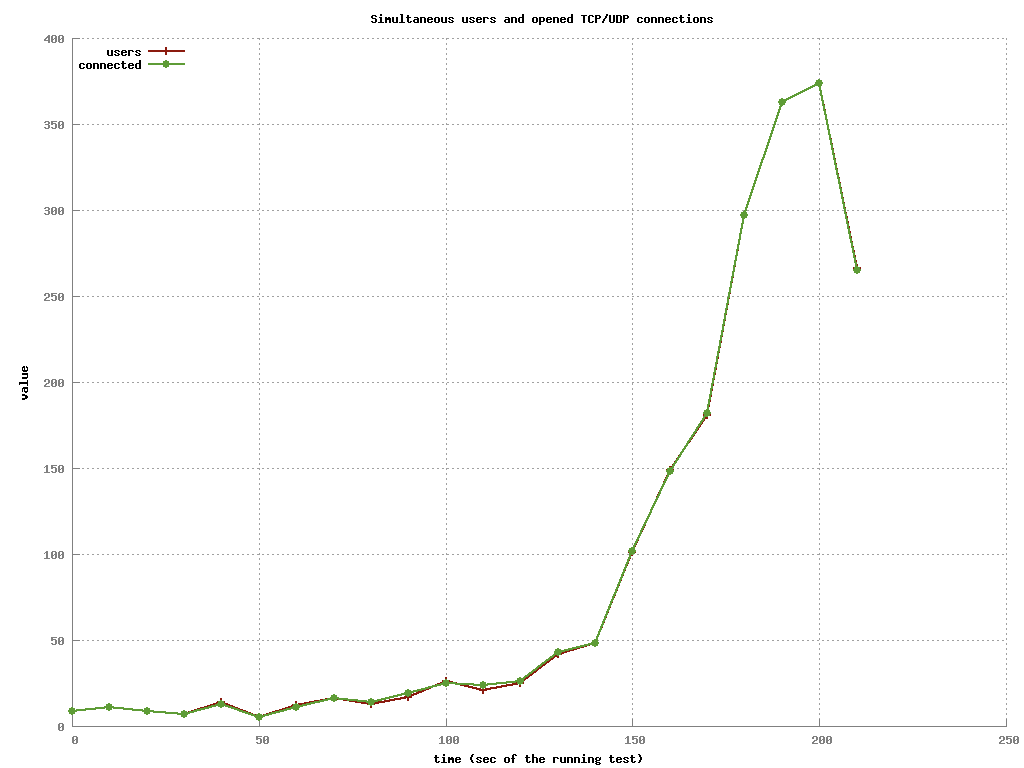 Simultaneous users and opened TCP/UDP connections
400
users
connected
350
300
250
200
150
100
50
0
value
0 50 100 150 200 250
time (sec of the running test)